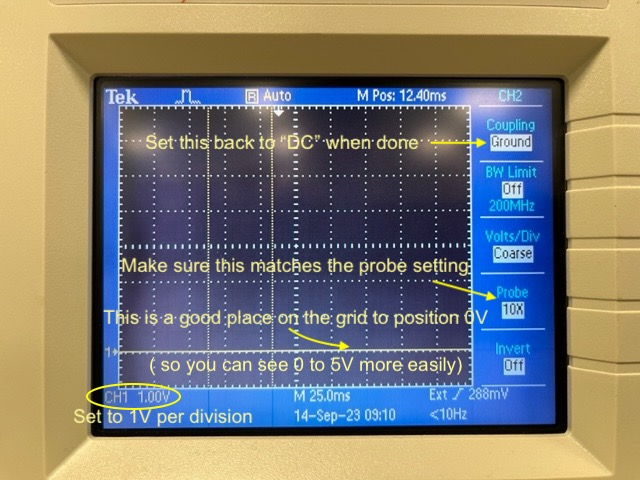 Tek R Auto M Pos: 12.40ms CH2
Coupling
Set this back to “DC” when done Ground
BW Limit
Off
200MHz
Volts/Div
Coarse
Make sure this matches the probe setting
Probe
10X
This is a good place on the grid to position 0V
Invert
1
( so you can see 0 to 5V more easily) Off
CH1 1.00V M 25.0ms Ext 288mV
Set to 1V per division 14-Sep-23 09:10 <10Hz